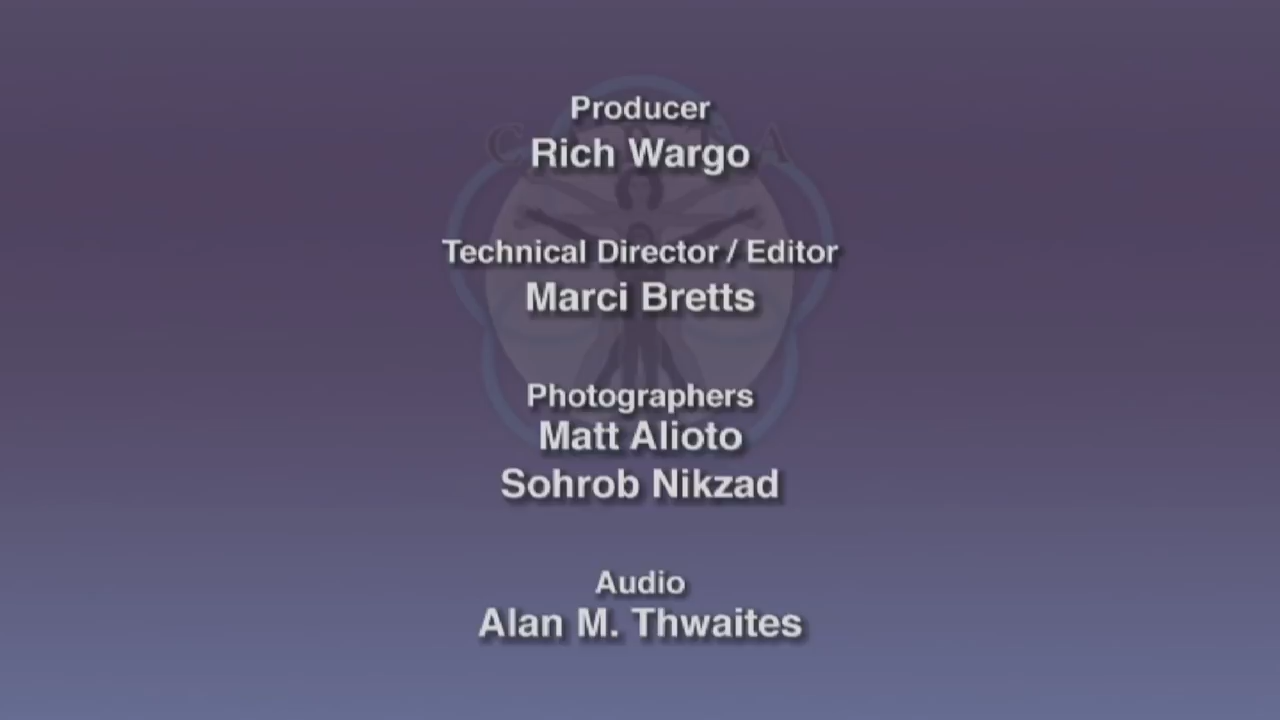 Producer
Rich Wargo
Technical Director / Editor
Marci Bretts
Photographers
Matt Alioto
Sohrob Nikzad
Audio
Alan M. Thwaites